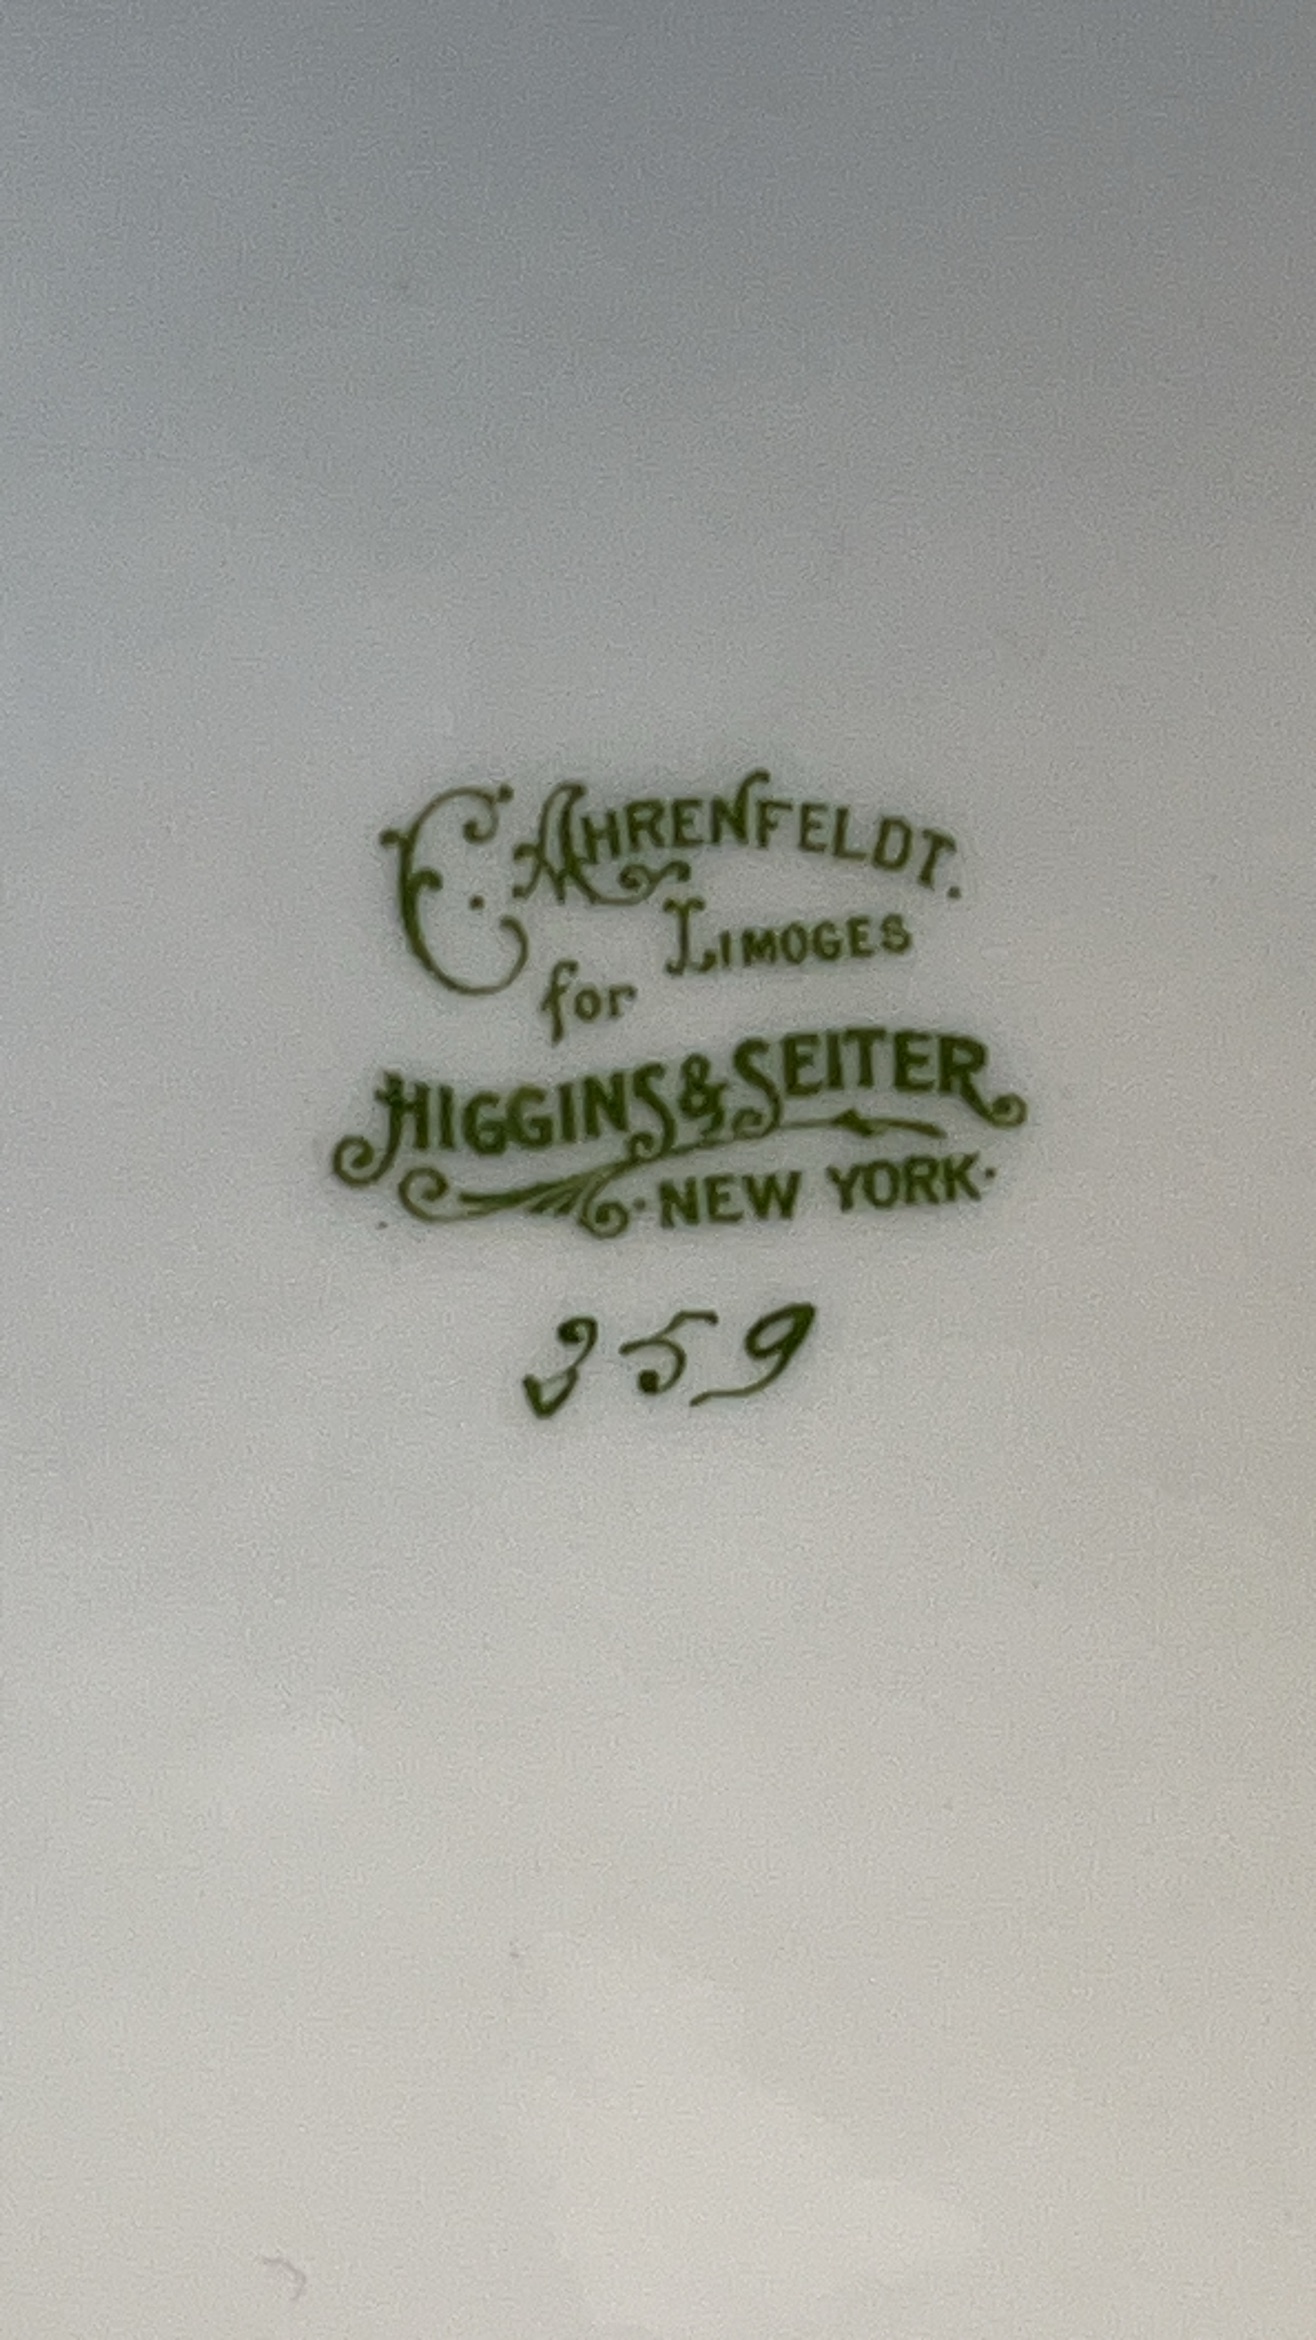 C. AHRENFELDT.
LIMOGES
for
HIGGINS & SEITER
·NEW YORK·
359